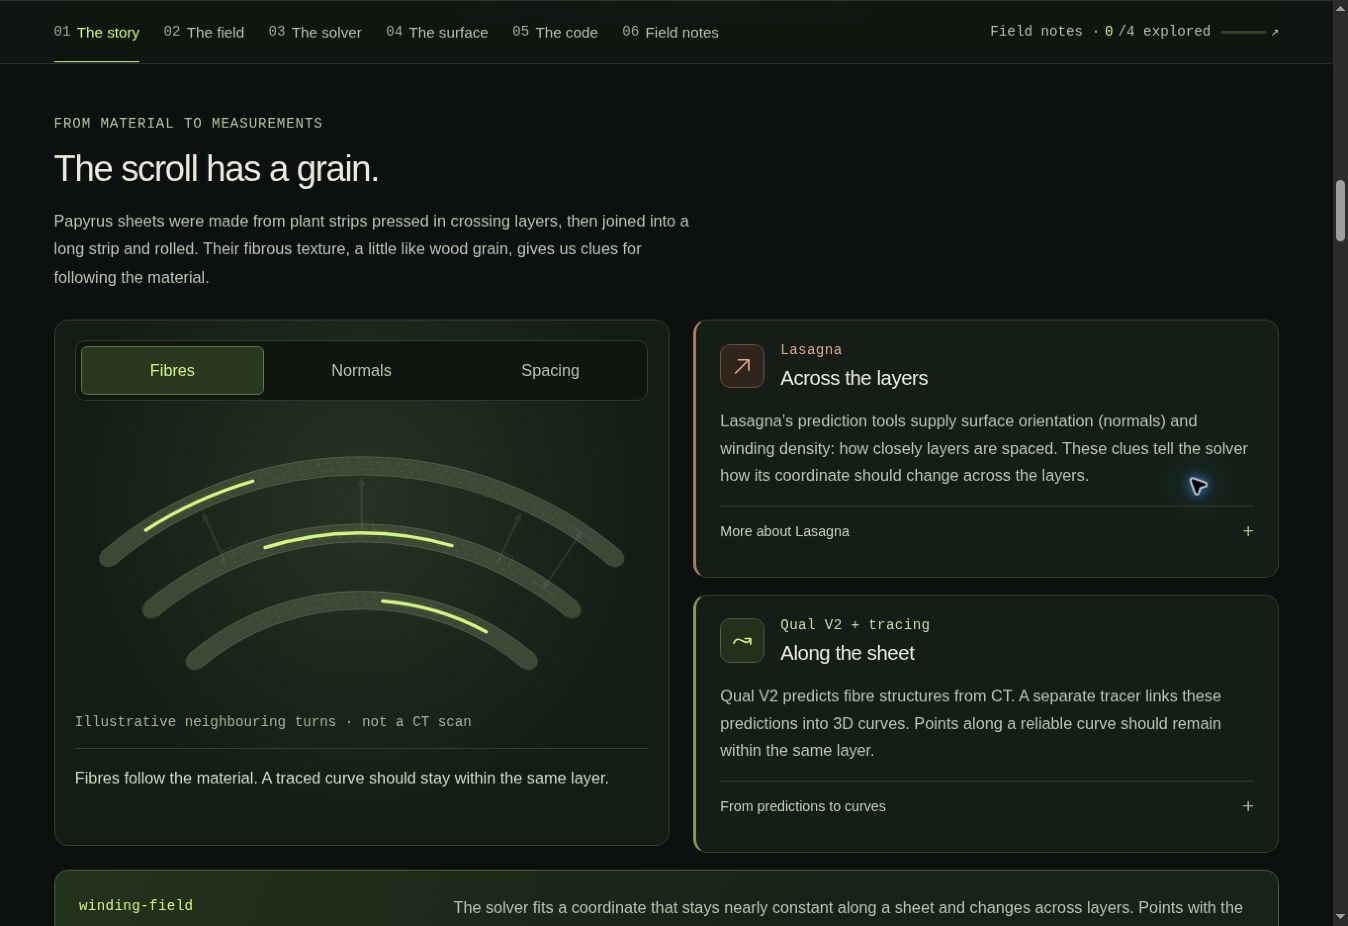 01 The story 02 The field 03 The solver 04 The surface 05 The code 06 Field notes Field notes · 0 /4 explored ↗
FROM MATERIAL TO MEASUREMENTS
The scroll has a grain.
Papyrus sheets were made from plant strips pressed in crossing layers, then joined into a
long strip and rolled. Their fibrous texture, a little like wood grain, gives us clues for
following the material.
Fibres Normals Spacing
Illustrative neighbouring turns · not a CT scan
Fibres follow the material. A traced curve should stay within the same layer.
Lasagna
Across the layers
Lasagna's prediction tools supply surface orientation (normals) and
winding density: how closely layers are spaced. These clues tell the solver
how its coordinate should change across the layers.
More about Lasagna +
Qual V2 + tracing
Along the sheet
Qual V2 predicts fibre structures from CT. A separate tracer links these
predictions into 3D curves. Points along a reliable curve should remain
within the same layer.
From predictions to curves +
winding-field
The solver fits a coordinate that stays nearly constant along a sheet and changes across layers. Points with the